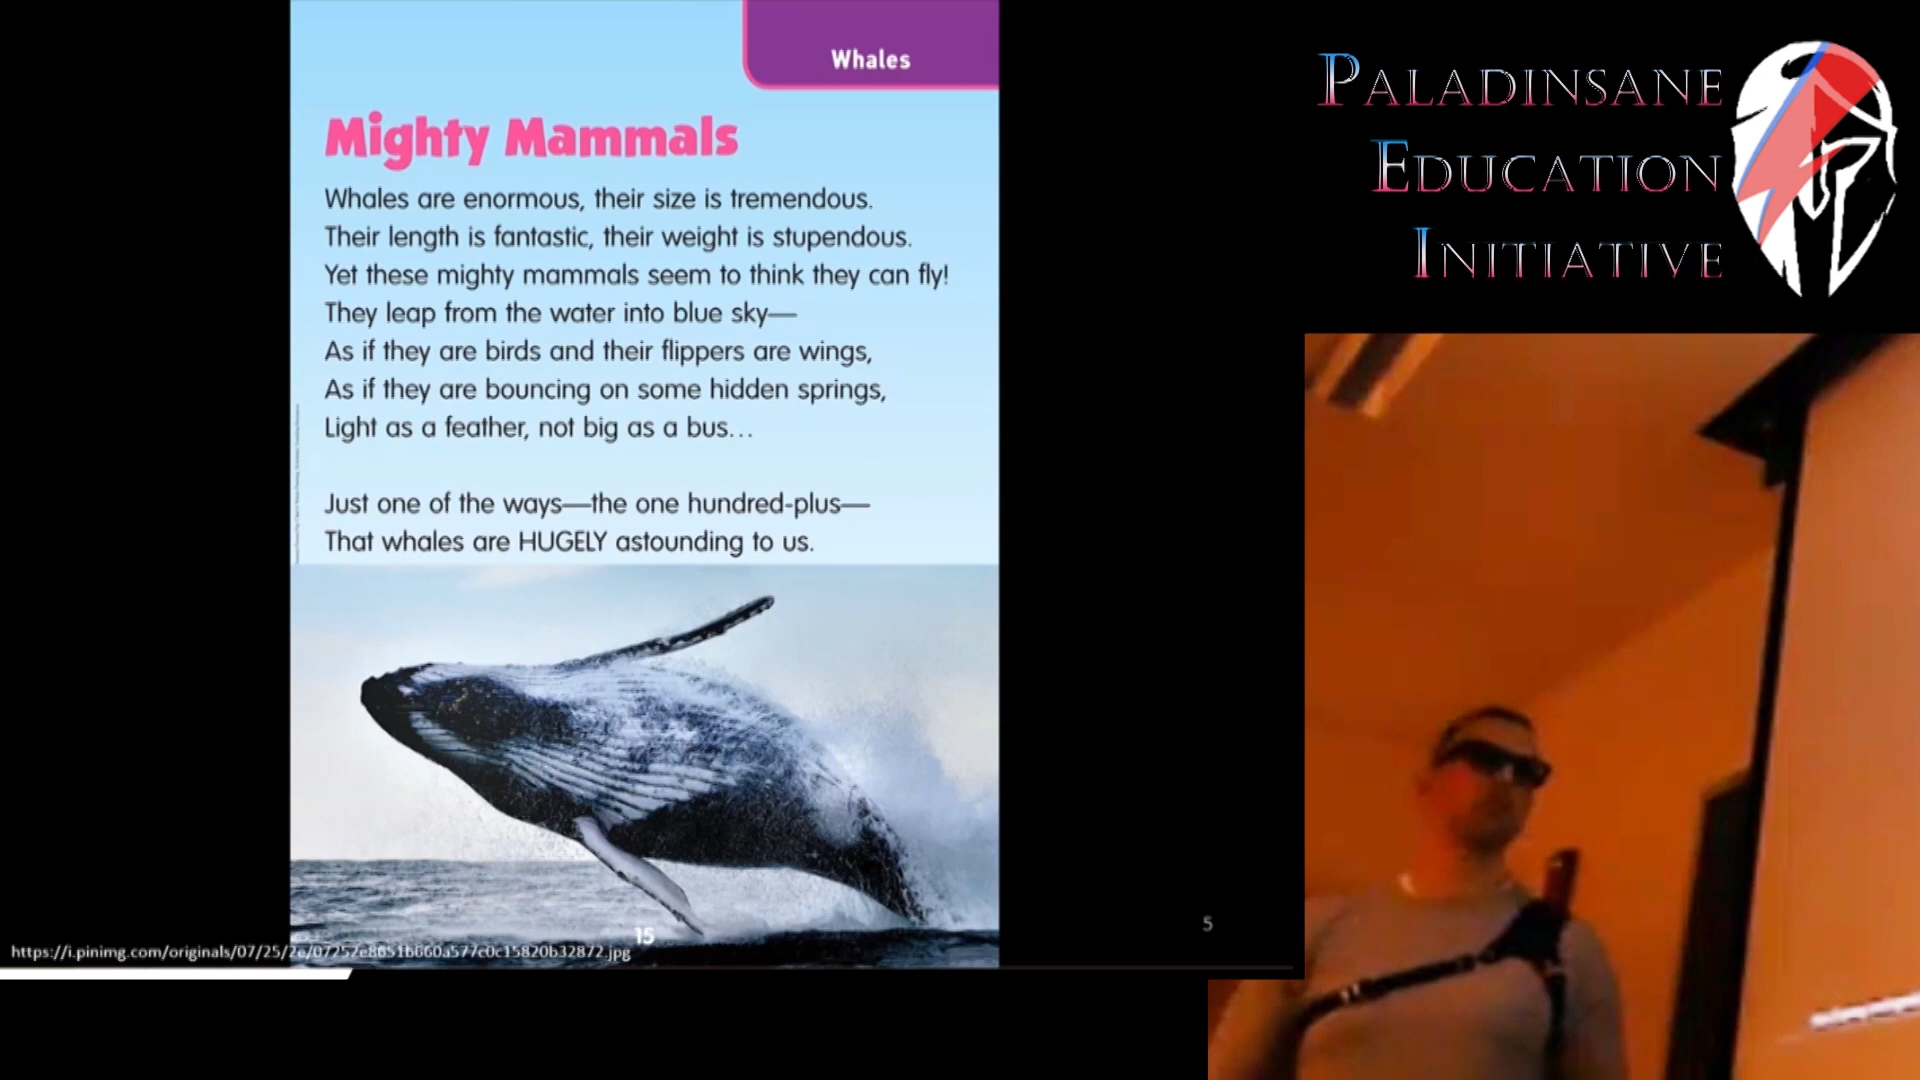 Whales
Mighty Mammals
Whales are enormous, their size is tremendous.
Their length is fantastic, their weight is stupendous.
Yet these mighty mammals seem to think they can fly!
They leap from the water into blue sky—
As if they are birds and their flippers are wings,
As if they are bouncing on some hidden springs,
Light as a feather, not big as a bus...
Just one of the ways—the one hundred-plus—
That whales are HUGELY astounding to us.
15
5
PALADINSANE
EDUCATION
INITIATIVE